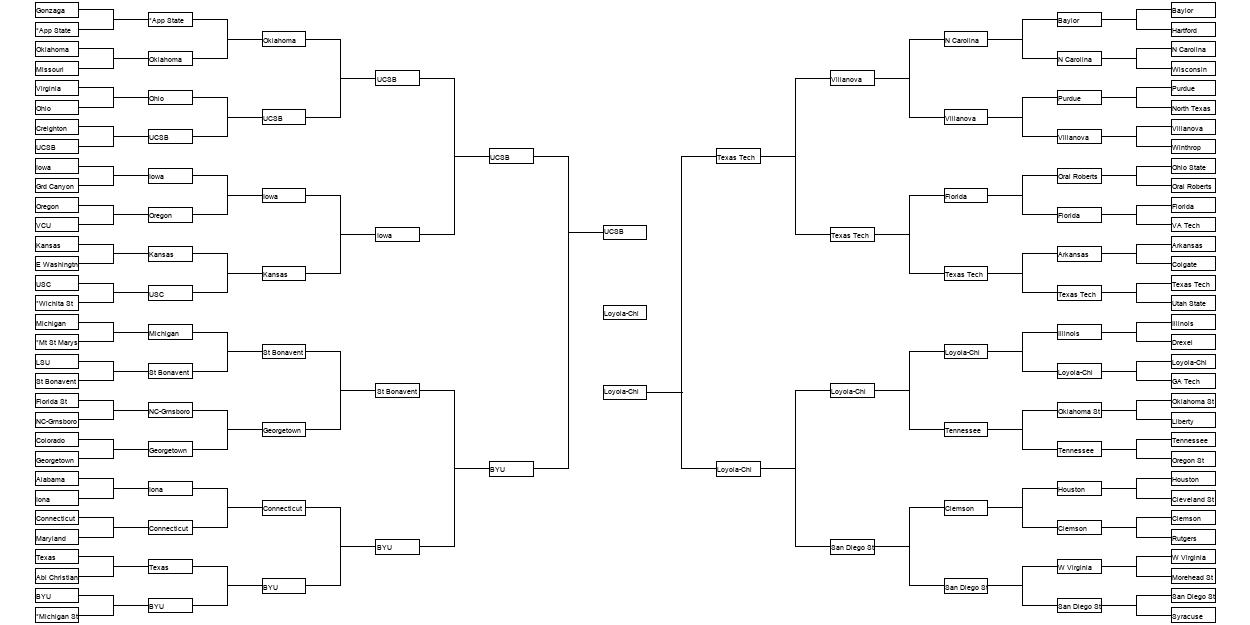 Gonzaga
*App State
Oklahoma
Missouri
Virginia
Ohio
Creighton
UCSB
Iowa
Grd Canyon
Oregon
VCU
Kansas
E Washingtn
USC
*Wichita St
Michigan
*Mt St Marys
LSU
St Bonavent
Florida St
NC-Grnsboro
Colorado
Georgetown
Alabama
Iona
Connecticut
Maryland
Texas
Abl Christian
BYU
*Michigan St
*App State
Oklahoma
Ohio
UCSB
Iowa
Oregon
Kansas
USC
Michigan
St Bonavent
NC-Grnsboro
Georgetown
Iona
Connecticut
Texas
BYU
Oklahoma
UCSB
Iowa
Kansas
St Bonavent
Georgetown
Connecticut
BYU
UCSB
Iowa
St Bonavent
BYU
UCSB
BYU
UCSB
Loyola-Chi
Loyola-Chi
Texas Tech
Loyola-Chi
Villanova
Texas Tech
Loyola-Chi
San Diego St
N Carolina
Villanova
Florida
Texas Tech
Loyola-Chi
Tennessee
Clemson
San Diego St
Baylor
N Carolina
Purdue
Villanova
Oral Roberts
Florida
Arkansas
Texas Tech
Illinois
Loyola-Chi
Oklahoma St
Tennessee
Houston
Clemson
W Virginia
San Diego St
Baylor
Hartford
N Carolina
Wisconsin
Purdue
North Texas
Villanova
Winthrop
Ohio State
Oral Roberts
Florida
VA Tech
Arkansas
Colgate
Texas Tech
Utah State
Illinois
Drexel
Loyola-Chi
GA Tech
Oklahoma St
Liberty
Tennessee
Oregon St
Houston
Cleveland St
Clemson
Rutgers
W Virginia
Morehead St
San Diego St
Syracuse